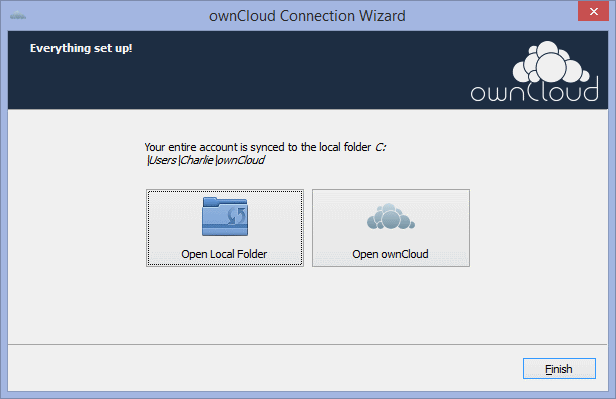 ownCloud Connection Wizard
Everything set up!
ownCloud
Your entire account is synced to the local folder C:
\Users\Charlie\ownCloud
Open Local Folder
Open ownCloud
Finish